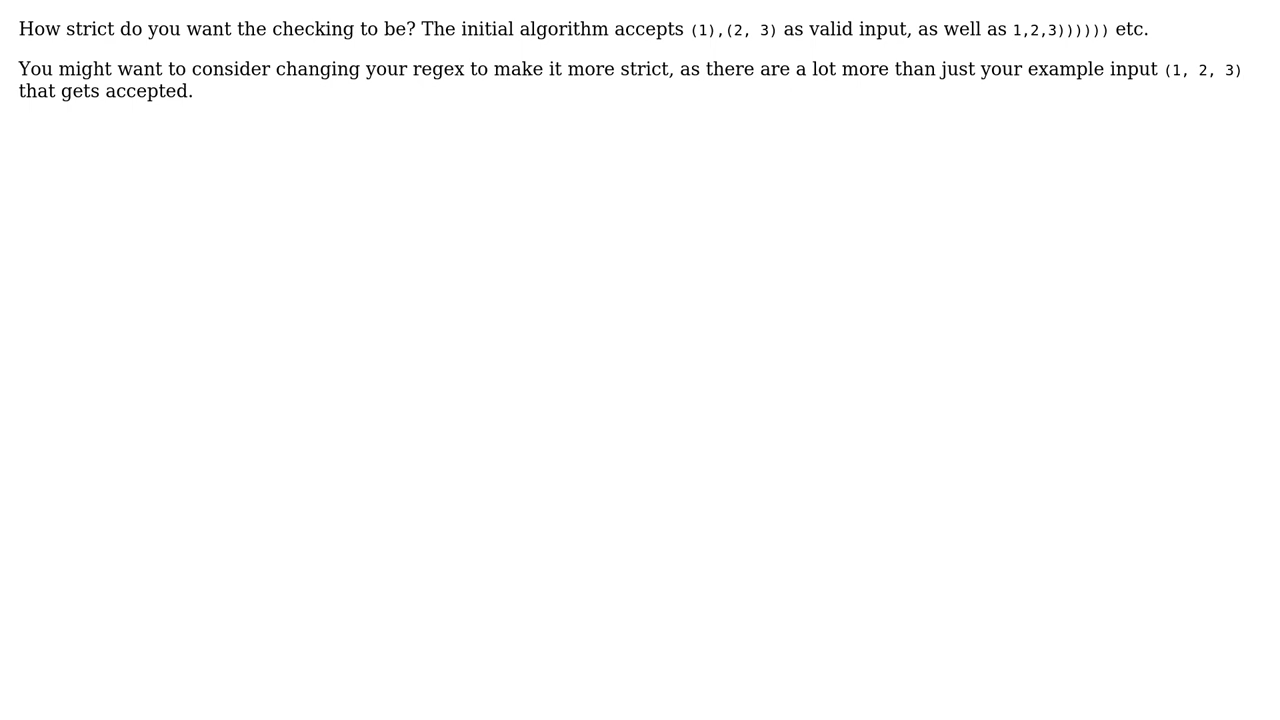 How strict do you want the checking to be? The initial algorithm accepts (1),(2, 3) as valid input, as well as 1,2,3)))))) etc.
You might want to consider changing your regex to make it more strict, as there are a lot more than just your example input (1, 2, 3)
that gets accepted.